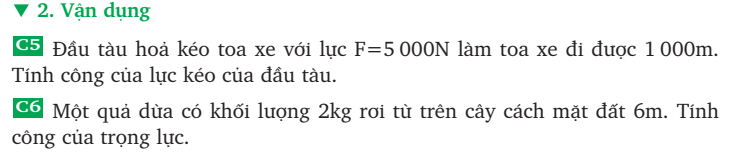 ▼ 2. Vận dụng
C5 Đầu tàu hoả kéo toa xe với lực F=5 000N làm toa xe đi được 1 000m.
Tính công của lực kéo của đầu tàu.
C6 Một quả dừa có khối lượng 2kg rơi từ trên cây cách mặt đất 6m. Tính
công của trọng lực.